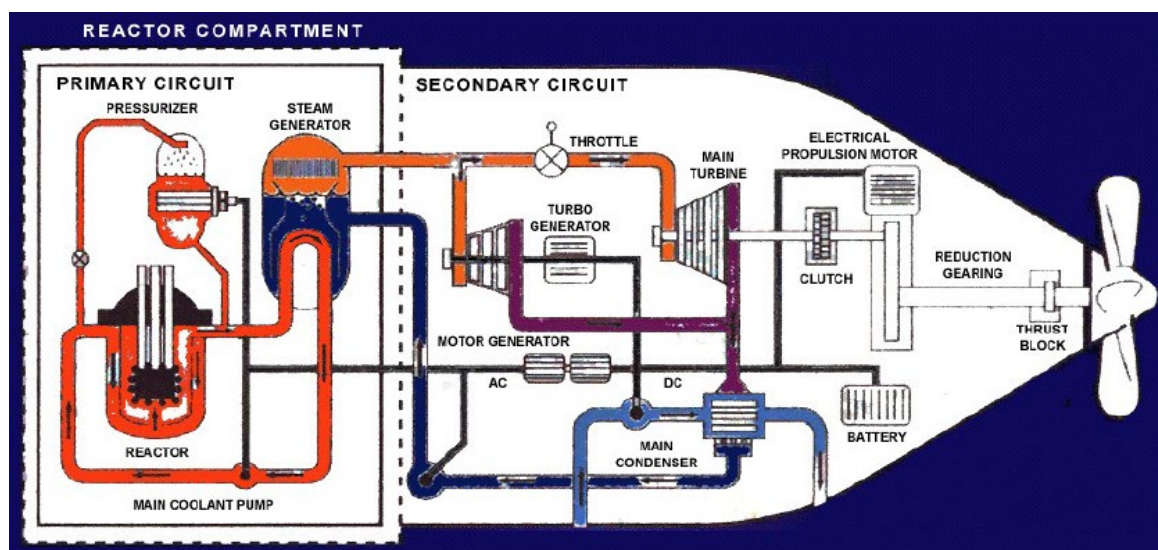 REACTOR COMPARTMENT
PRIMARY CIRCUIT
PRESSURIZER
STEAM
GENERATOR
SECONDARY CIRCUIT
THROTTLE
MAIN
TURBINE
ELECTRICAL
PROPULSION MOTOR
TURBO
GENERATOR
CLUTCH
REDUCTION
GEARING
THRUST
BLOCK
MOTOR GENERATOR
AC
DC
BATTERY
REACTOR
MAIN
CONDENSER
MAIN COOLANT PUMP